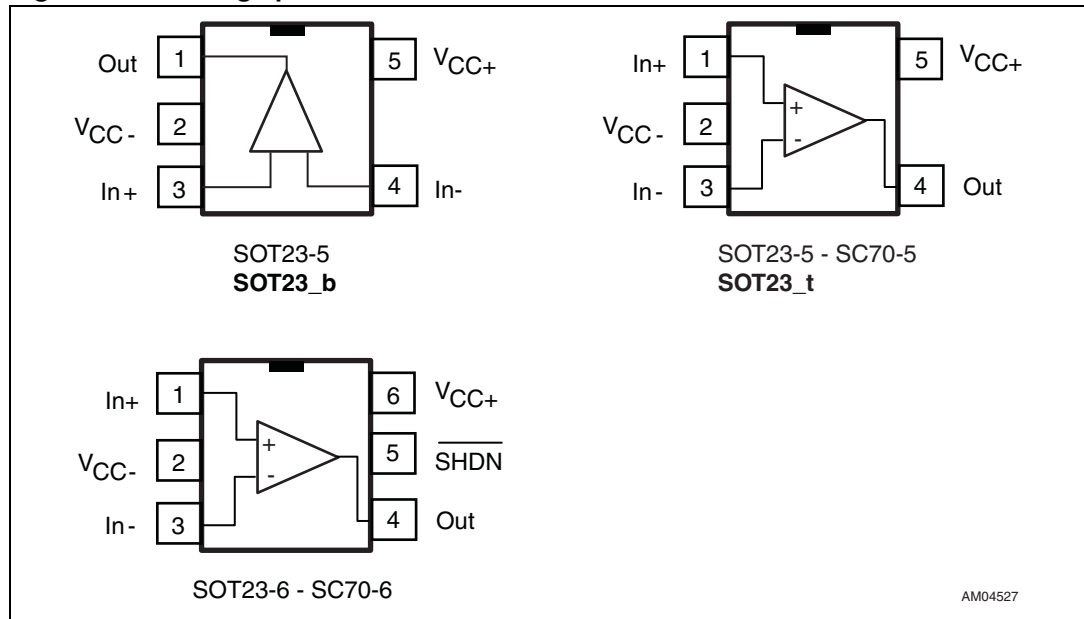 Out 1 5 VCC+
VCC- 2
In+ 3 4 In-
SOT23-5
SOT23_b
In+ 1 + 5 VCC+
VCC- 2 -
In- 3 4 Out
SOT23-5 - SC70-5
SOT23_t
In+ 1 6 VCC+
+
VCC- 2 5 SHDN
-
In- 3 4 Out
SOT23-6 - SC70-6
AM04527